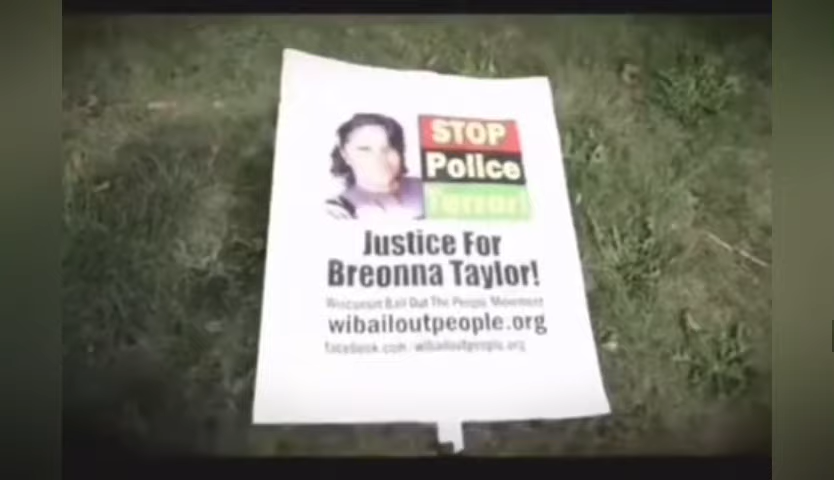 STOP
Police
Terror!
Justice For
Breonna Taylor!
Wisconsin Bail Out The People Movement
wibailoutpeople.org
facebook.com/wibailoutpeople.org